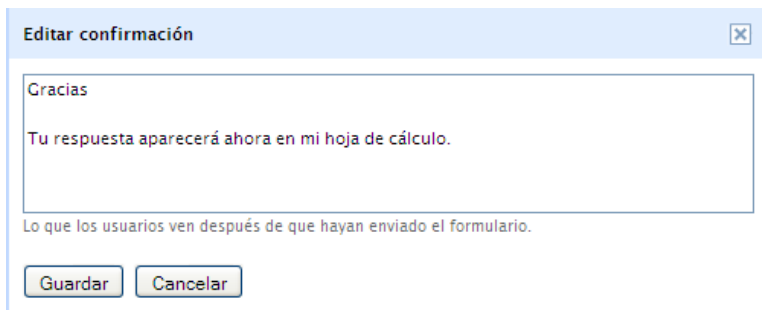 Editar confirmación
Gracias
Tu respuesta aparecerá ahora en mi hoja de cálculo.
Lo que los usuarios ven después de que hayan enviado el formulario.
Guardar Cancelar